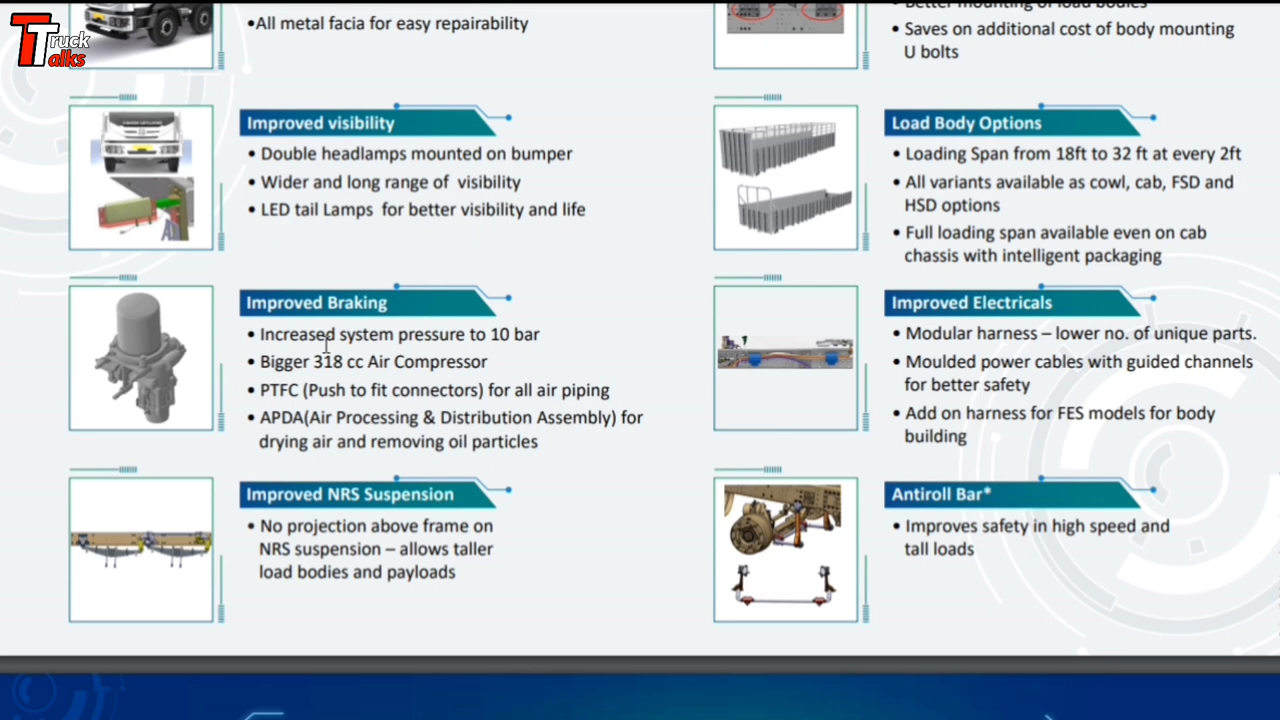 Truck
Talks
•All metal facia for easy repairability
Improved visibility
• Double headlamps mounted on bumper
• Wider and long range of visibility
• LED tail Lamps for better visibility and life
Improved Braking
• Increased system pressure to 10 bar
• Bigger 318 cc Air Compressor
• PTFC (Push to fit connectors) for all air piping
• APDA(Air Processing & Distribution Assembly) for
drying air and removing oil particles
Improved NRS Suspension
• No projection above frame on
NRS suspension – allows taller
load bodies and payloads
• Better mounting of load bodies
• Saves on additional cost of body mounting
U bolts
Load Body Options
• Loading Span from 18ft to 32 ft at every 2ft
• All variants available as cowl, cab, FSD and
HSD options
• Full loading span available even on cab
chassis with intelligent packaging
Improved Electricals
• Modular harness – lower no. of unique parts.
• Moulded power cables with guided channels
for better safety
• Add on harness for FES models for body
building
Antiroll Bar*
• Improves safety in high speed and
tall loads